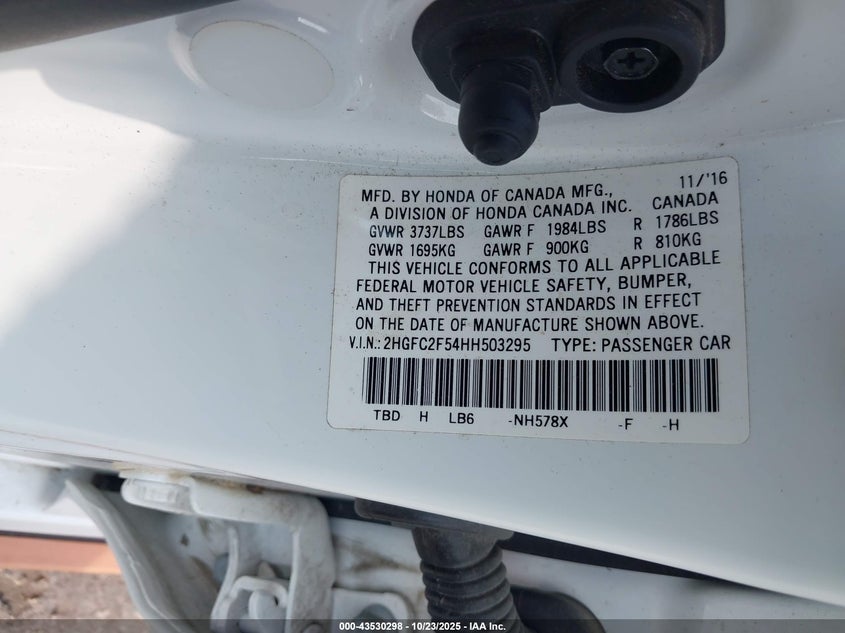 11/'16
MFD. BY HONDA OF CANADA MFG.,
A DIVISION OF HONDA CANADA INC. CANADA
GVWR 3737LBS GAWR F 1984LBS R 1786LBS
GVWR 1695KG GAWR F 900KG R 810KG
THIS VEHICLE CONFORMS TO ALL APPLICABLE
FEDERAL MOTOR VEHICLE SAFETY, BUMPER,
AND THEFT PREVENTION STANDARDS IN EFFECT
ON THE DATE OF MANUFACTURE SHOWN ABOVE.
V.I.N.: 2HGFC2F54HH503295 TYPE: PASSENGER CAR
TBD H LB6 -NH578X -F -H
000-43530298 - 10/23/2025 - IAA Inc.